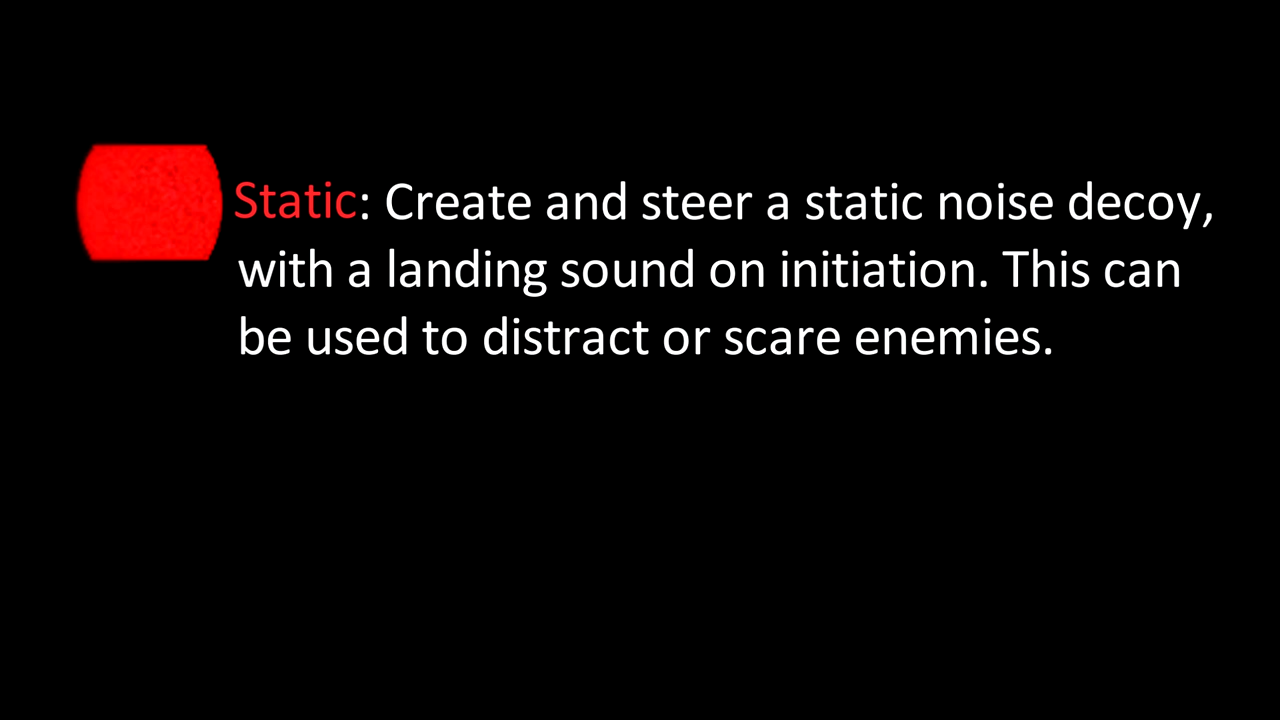 Static: Create and steer a static noise decoy,
with a landing sound on initiation. This can
be used to distract or scare enemies.